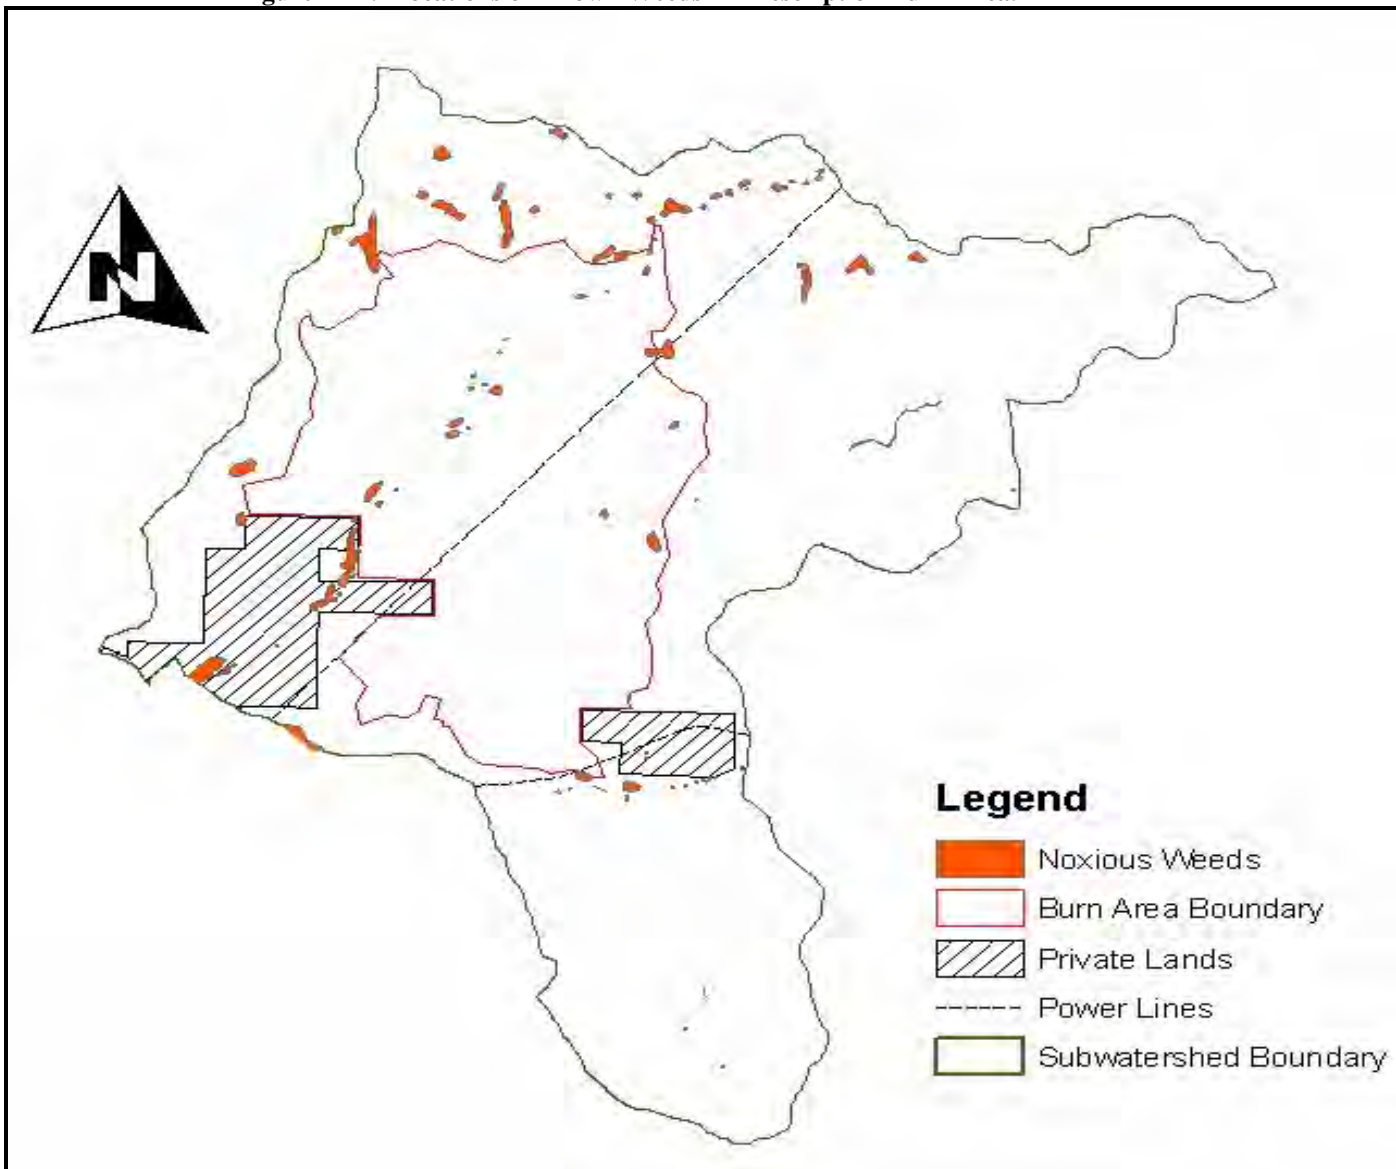 N
Legend
Noxious Weeds
Burn Area Boundary
Private Lands
Power Lines
Subwatershed Boundary